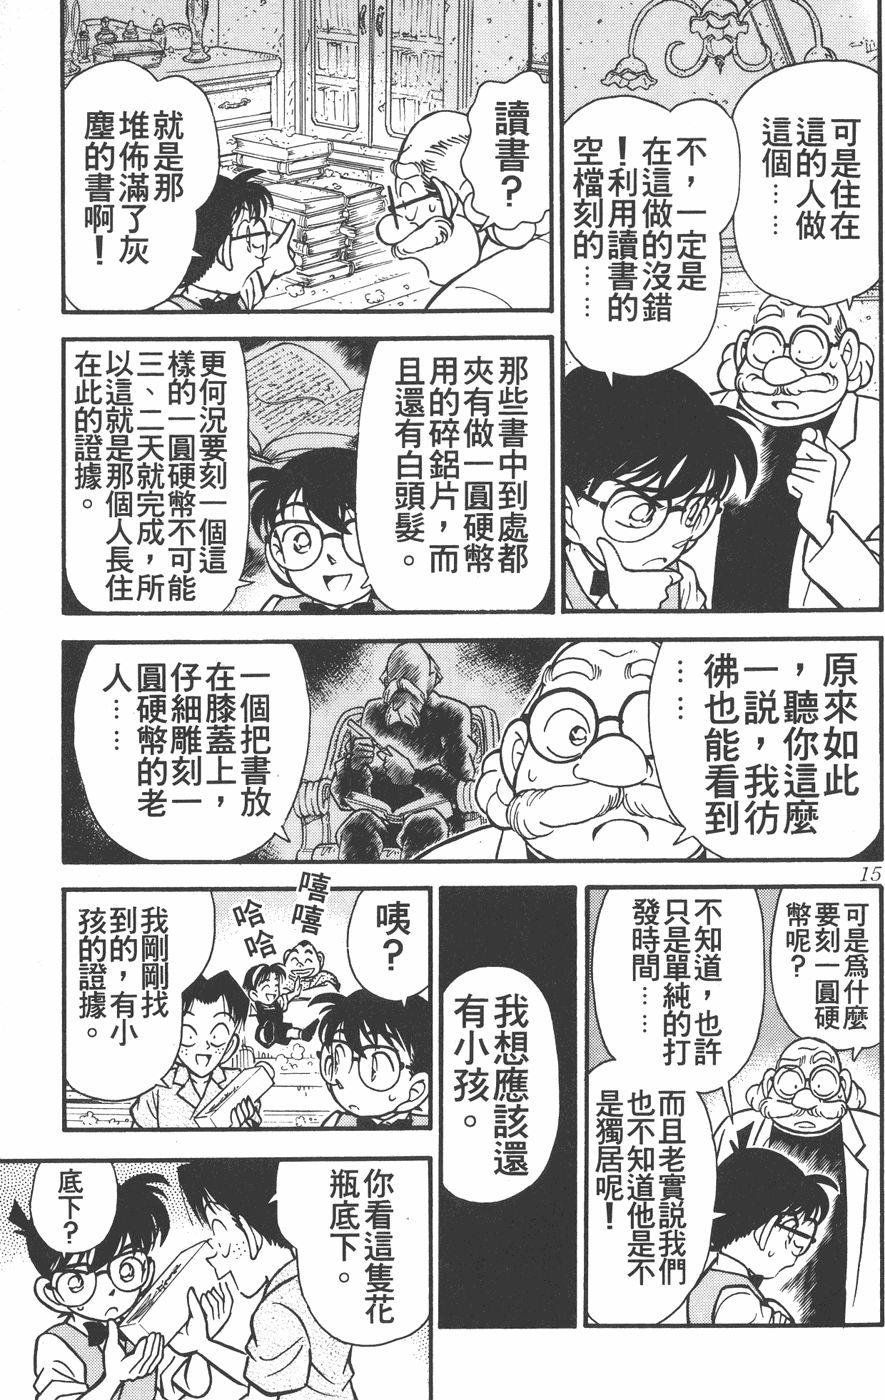 可是住在
這的人做
這個……
不，一定是
在這做的沒錯
！利用讀書的
空檔刻的……
讀書？
就是那
堆佈滿了灰
塵的書啊！
那些書中到處都
夾有做一圓硬幣
用的碎鋁片，而
且還有白頭髮。
更何況要刻一個這
樣的一圓硬幣不可能
三、二天就完成，所
以這就是那個人長住
在此的證據。
原來如此
，聽你這麼
一說，我彷
彿也能看到
……
一個把書放
在膝蓋上，
仔細雕刻一
圓硬幣的老
人……
15
可是為什麼
要刻一圓硬
幣呢？
不知道，也許
只是單純的打
發時間……
而且老實說我們
也不知道他是不
是獨居呢！
我想應該還
有小孩。
咦？
嘻嘻
哈哈
我剛剛找
到的，有小
孩的證據。
你看這隻花
瓶底下。
底下？